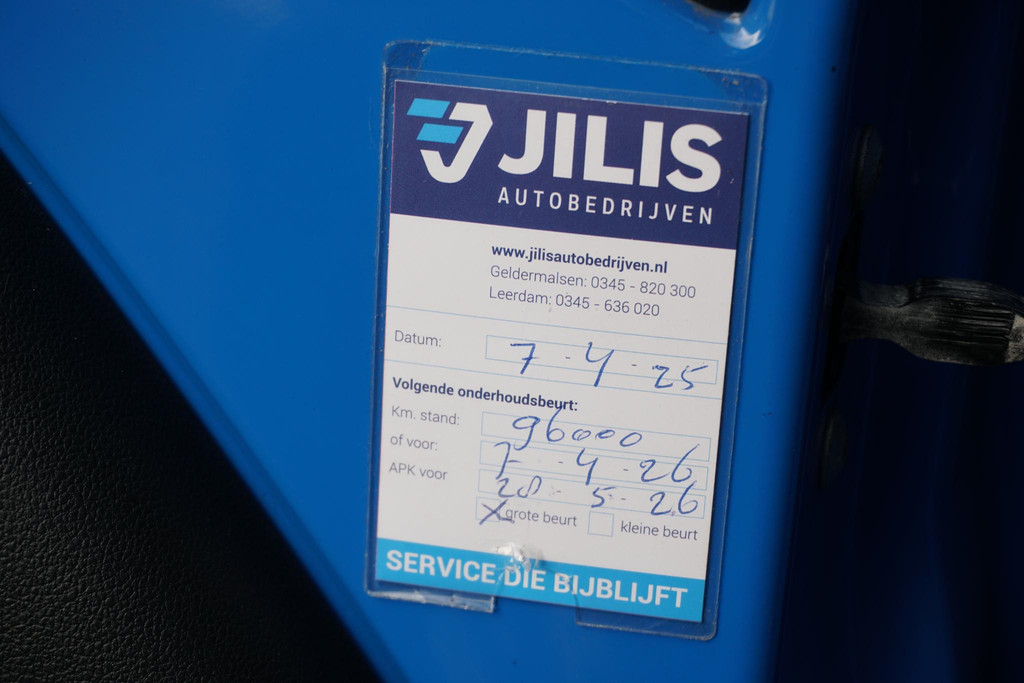 JILIS
AUTOBEDRIJVEN
www.jilisautobedrijven.nl
Geldermalsen: 0345 - 820 300
Leerdam: 0345 - 636 020
Datum: 7 - 4 - 25
Volgende onderhoudsbeurt:
Km. stand: 96000
of voor: 7 - 4 - 26
APK voor 28 - 5 - 26
X grote beurt kleine beurt
SERVICE DIE BIJBLIJFT